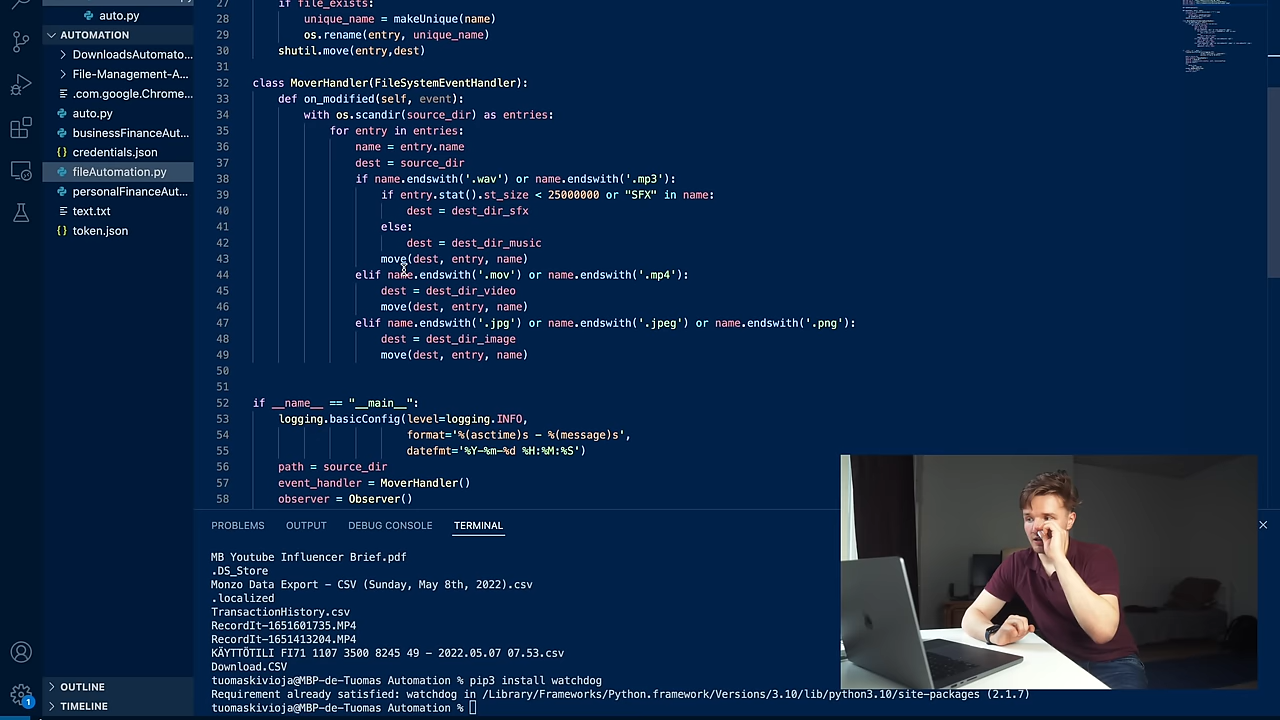 auto.py
AUTOMATION
DownloadsAutomato...
File-Management-A...
.com.google.Chrome...
auto.py
businessFinanceAut...
credentials.json
fileAutomation.py
personalFinanceAut...
text.txt
token.json
OUTLINE
TIMELINE
1
27 if file_exists:
28 unique_name = makeUnique(name)
29 os.rename(entry, unique_name)
30 shutil.move(entry,dest)
31
32 class MoverHandler(FileSystemEventHandler):
33 def on_modified(self, event):
34 with os.scandir(source_dir) as entries:
35 for entry in entries:
36 name = entry.name
37 dest = source_dir
38 if name.endswith('.wav') or name.endswith('.mp3'):
39 if entry.stat().st_size < 25000000 or "SFX" in name:
40 dest = dest_dir_sfx
41 else:
42 dest = dest_dir_music
43 move(dest, entry, name)
44 elif name.endswith('.mov') or name.endswith('.mp4'):
45 dest = dest_dir_video
46 move(dest, entry, name)
47 elif name.endswith('.jpg') or name.endswith('.jpeg') or name.endswith('.png'):
48 dest = dest_dir_image
49 move(dest, entry, name)
50
51
52 if __name__ == "__main__":
53 logging.basicConfig(level=logging.INFO,
54 format='%(asctime)s - %(message)s',
55 datefmt='%Y-%m-%d %H:%M:%S')
56 path = source_dir
57 event_handler = MoverHandler()
58 observer = Observer()
PROBLEMS OUTPUT DEBUG CONSOLE TERMINAL
MB Youtube Influencer Brief.pdf
.DS_Store
Monzo Data Export - CSV (Sunday, May 8th, 2022).csv
.localized
TransactionHistory.csv
RecordIt-1651601735.MP4
RecordIt-1651413204.MP4
KÄYTTÖTILI FI71 1107 3500 8245 49 - 2022.05.07 07.53.csv
Download.CSV
tuomaskivioja@MBP-de-Tuomas Automation % pip3 install watchdog
Requirement already satisfied: watchdog in /Library/Frameworks/Python.framework/Versions/3.10/lib/python3.10/site-packages (2.1.7)
tuomaskivioja@MBP-de-Tuomas Automation %